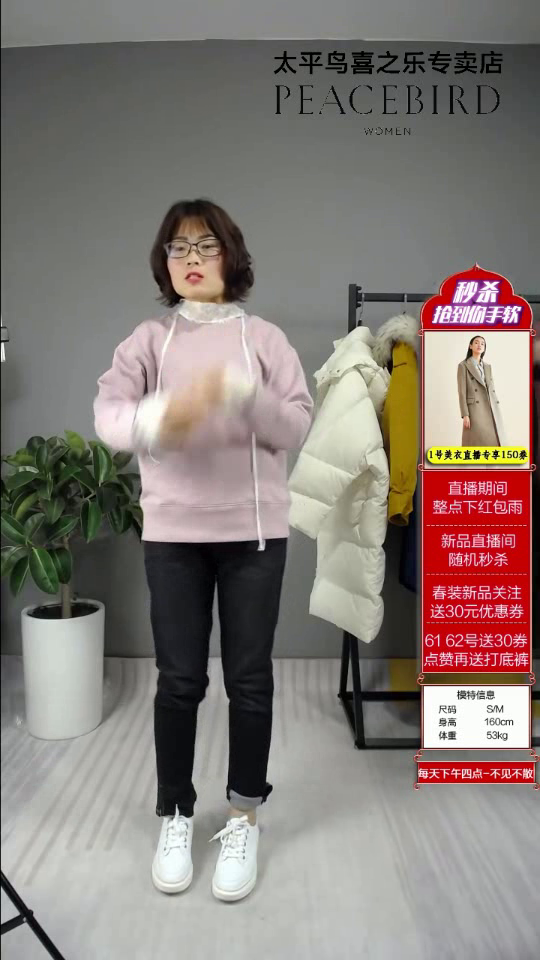 太平鸟喜之乐专卖店
PEACEBIRD
WOMEN
秒杀
抢到你手软
1号美衣直播专享150券
直播期间
整点下红包雨
新品直播间
随机秒杀
春装新品关注
送30元优惠券
61 62号送30券
点赞再送打底裤
模特信息
尺码 S/M
身高 160cm
体重 53kg
每天下午四点-不见不散